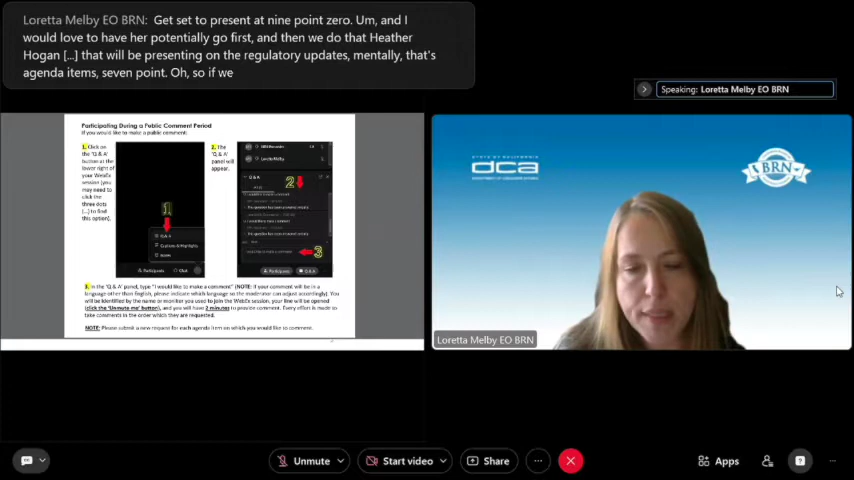 Loretta Melby EO BRN: Get set to present at nine point zero. Um, and I
would love to have her potentially go first, and then we do that Heather
Hogan [...] that will be presenting on the regulatory updates, mentally, that's
agenda items, seven point. Oh, so if we
Speaking: Loretta Melby EO BRN
Participating During a Public Comment Period
If you would like to make a public comment:
1. Click on
the 'Q & A'
button at the
lower right of
your WebEx
session (you
may need to
click the
three dots
(...) to find
this option).
1
Q & A
Participants
Chat
2. The
'Q & A'
panel will
appear.
Loretta Melby
Q & A
2
3
Participants
Q & A
3. In the 'Q & A' panel, type "I would like to make a comment" (NOTE: If your comment will be in a
language other than english, please indicate which language so the moderator can adjust accordingly). You
will be identified by the name or moniker you used to join the WebEx session, your line will be opened
(click the 'Unmute me' button), and you will have 2 minutes to provide comment. Every effort is made to
take comments in the order which they are requested.
NOTE: Please submit a new request for each agenda item on which you would like to comment.
STATE OF CALIFORNIA
dca
DEPARTMENT OF CONSUMER AFFAIRS
BRN
Loretta Melby EO BRN
Unmute
Start video
Share
Apps